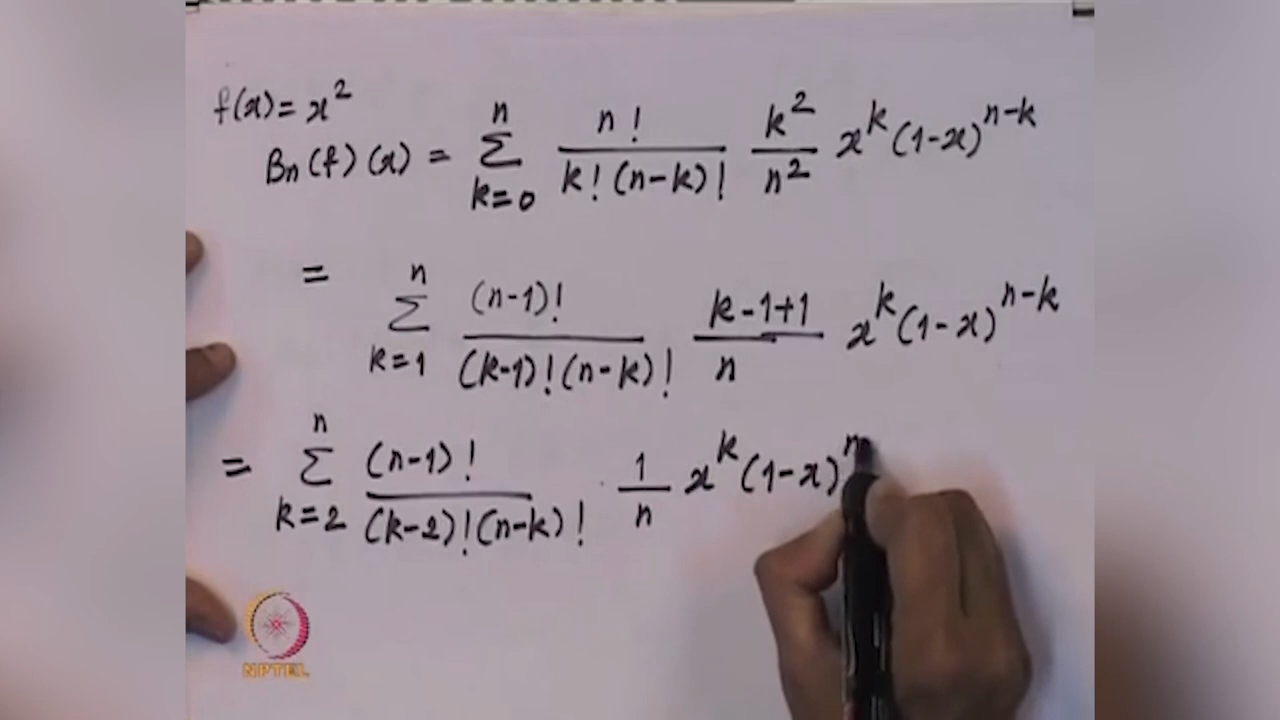 f(x) = x²
Bn(f)(x) = Σ_{k=0}^{n} n!/(k!(n-k)!) k²/n² x^k (1-x)^{n-k}
= Σ_{k=1}^{n} (n-1)!/((k-1)!(n-k)!) (k-1+1)/n x^k (1-x)^{n-k}
= Σ_{k=2}^{n} (n-1)!/((k-2)!(n-k)!) 1/n x^k (1-x)^n
NPTEL